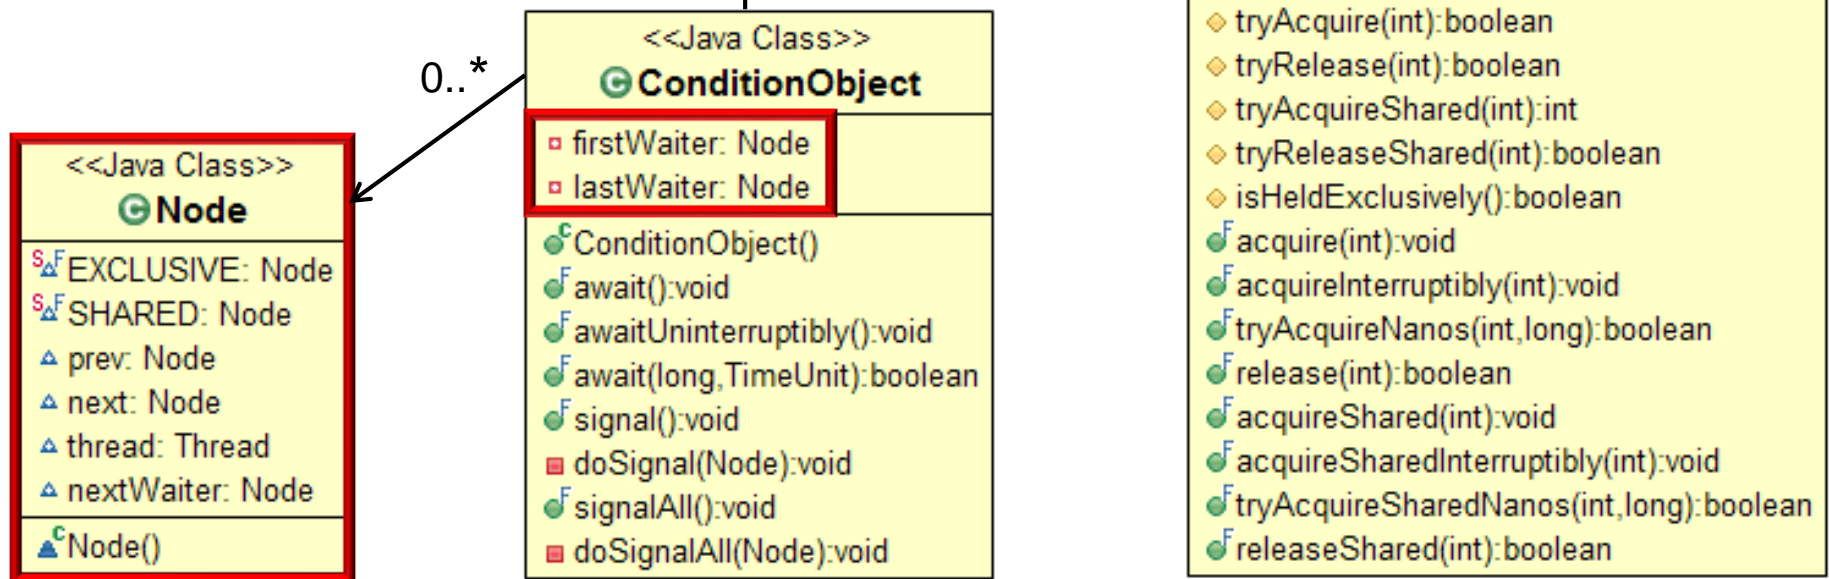 0..*
<<Java Class>>
Node
EXCLUSIVE: Node
SHARED: Node
prev: Node
next: Node
thread: Thread
nextWaiter: Node
Node()
<<Java Class>>
ConditionObject
firstWaiter: Node
lastWaiter: Node
ConditionObject()
await():void
awaitUninterruptibly():void
await(long,TimeUnit):boolean
signal():void
doSignal(Node):void
signalAll():void
doSignalAll(Node):void
tryAcquire(int):boolean
tryRelease(int):boolean
tryAcquireShared(int):int
tryReleaseShared(int):boolean
isHeldExclusively():boolean
acquire(int):void
acquireInterruptibly(int):void
tryAcquireNanos(int,long):boolean
release(int):boolean
acquireShared(int):void
acquireSharedInterruptibly(int):void
tryAcquireSharedNanos(int,long):boolean
releaseShared(int):boolean